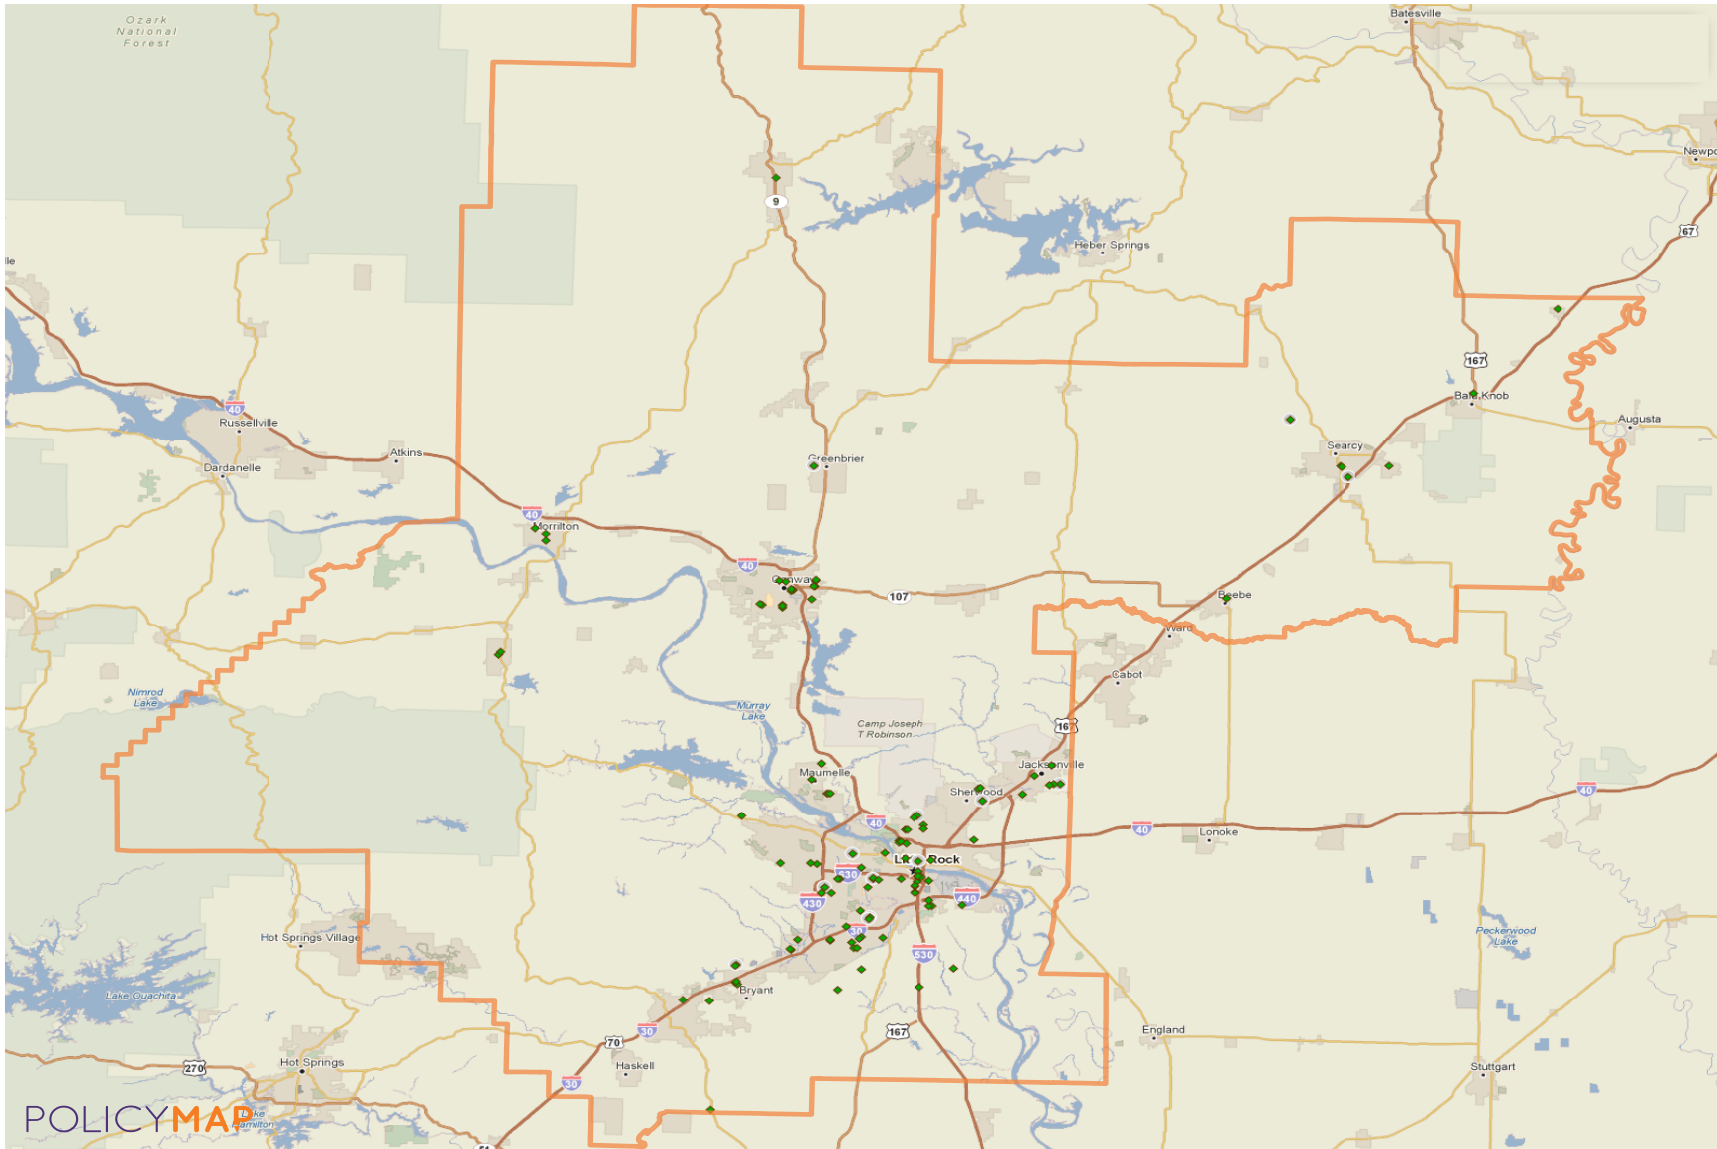 Ozark
National
Forest
Batesville
9
67
Heber Springs
167
Bald Knob
40
Russellville
Augusta
Searcy
Atkins
Greenbrier
Dardanelle
40
Morrilton
40
Conway
107
Beebe
Ward
Cabot
Nimrod
Lake
Murray
Lake
Camp Joseph
T Robinson
167
Maumelle
Jacksonville
Sherwood
40
40
40
Lonoke
Little Rock
630
430
440
30
530
Hot Springs Village
Peckerwood
Lake
Lake Ouachita
Bryant
30
167
England
70
Hot Springs
270
Haskell
Stuttgart
30
POLICYMAP
Lake
Hamilton